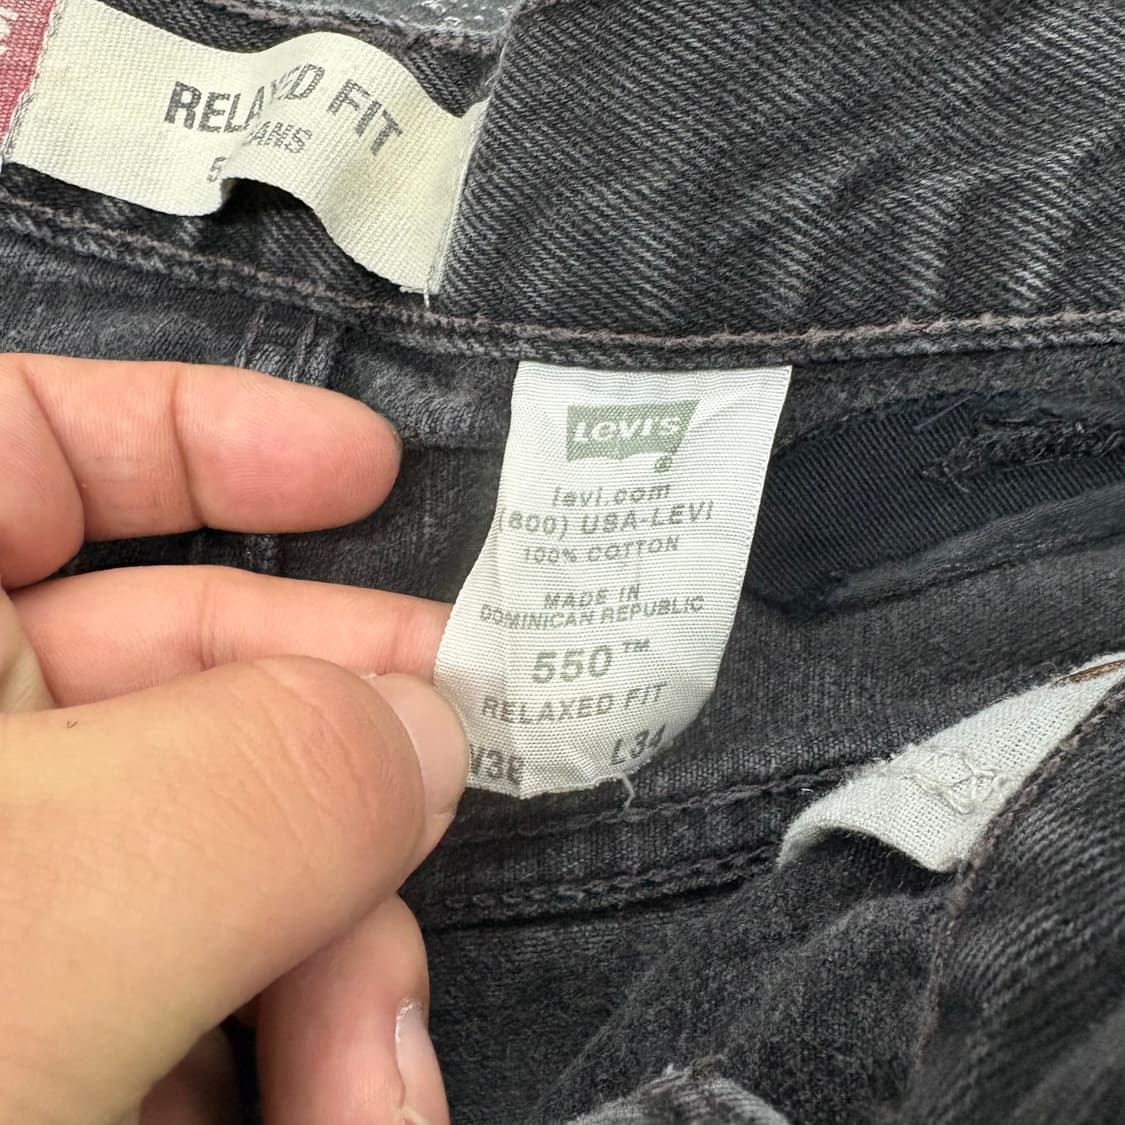 RELAXED FIT
LEVI'S
®
levi.com
(800) USA-LEVI
100% COTTON
MADE IN
DOMINICAN REPUBLIC
550™
RELAXED FIT
L34